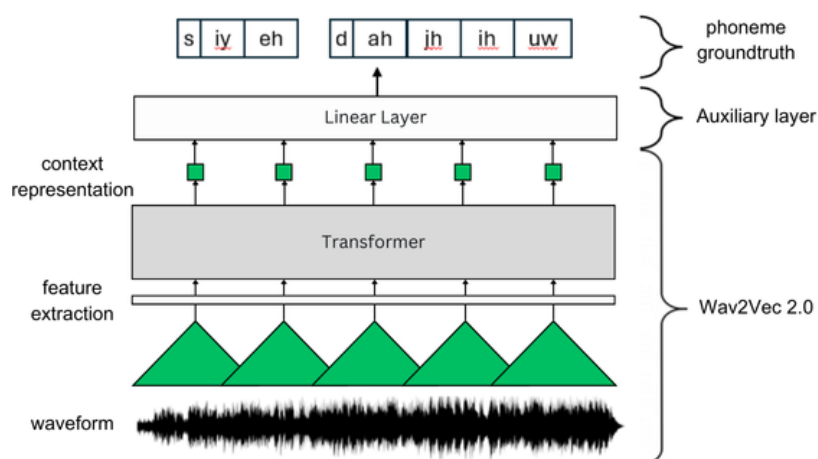 s iy eh d ah jh ih uw
phoneme
groundtruth
Linear Layer
Auxiliary layer
context
representation
Transformer
feature
extraction
Wav2Vec 2.0
waveform